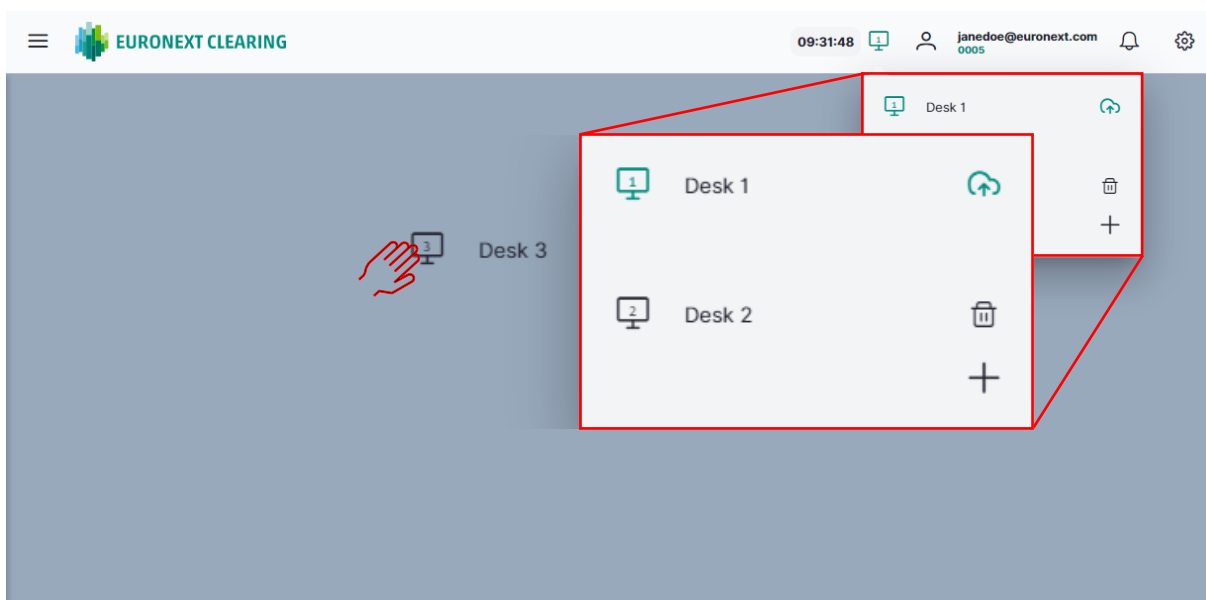 EURONEXT CLEARING
09:31:48
1
janedoe@euronext.com
0005
1 Desk 1
1 Desk 1
3 Desk 3
2 Desk 2